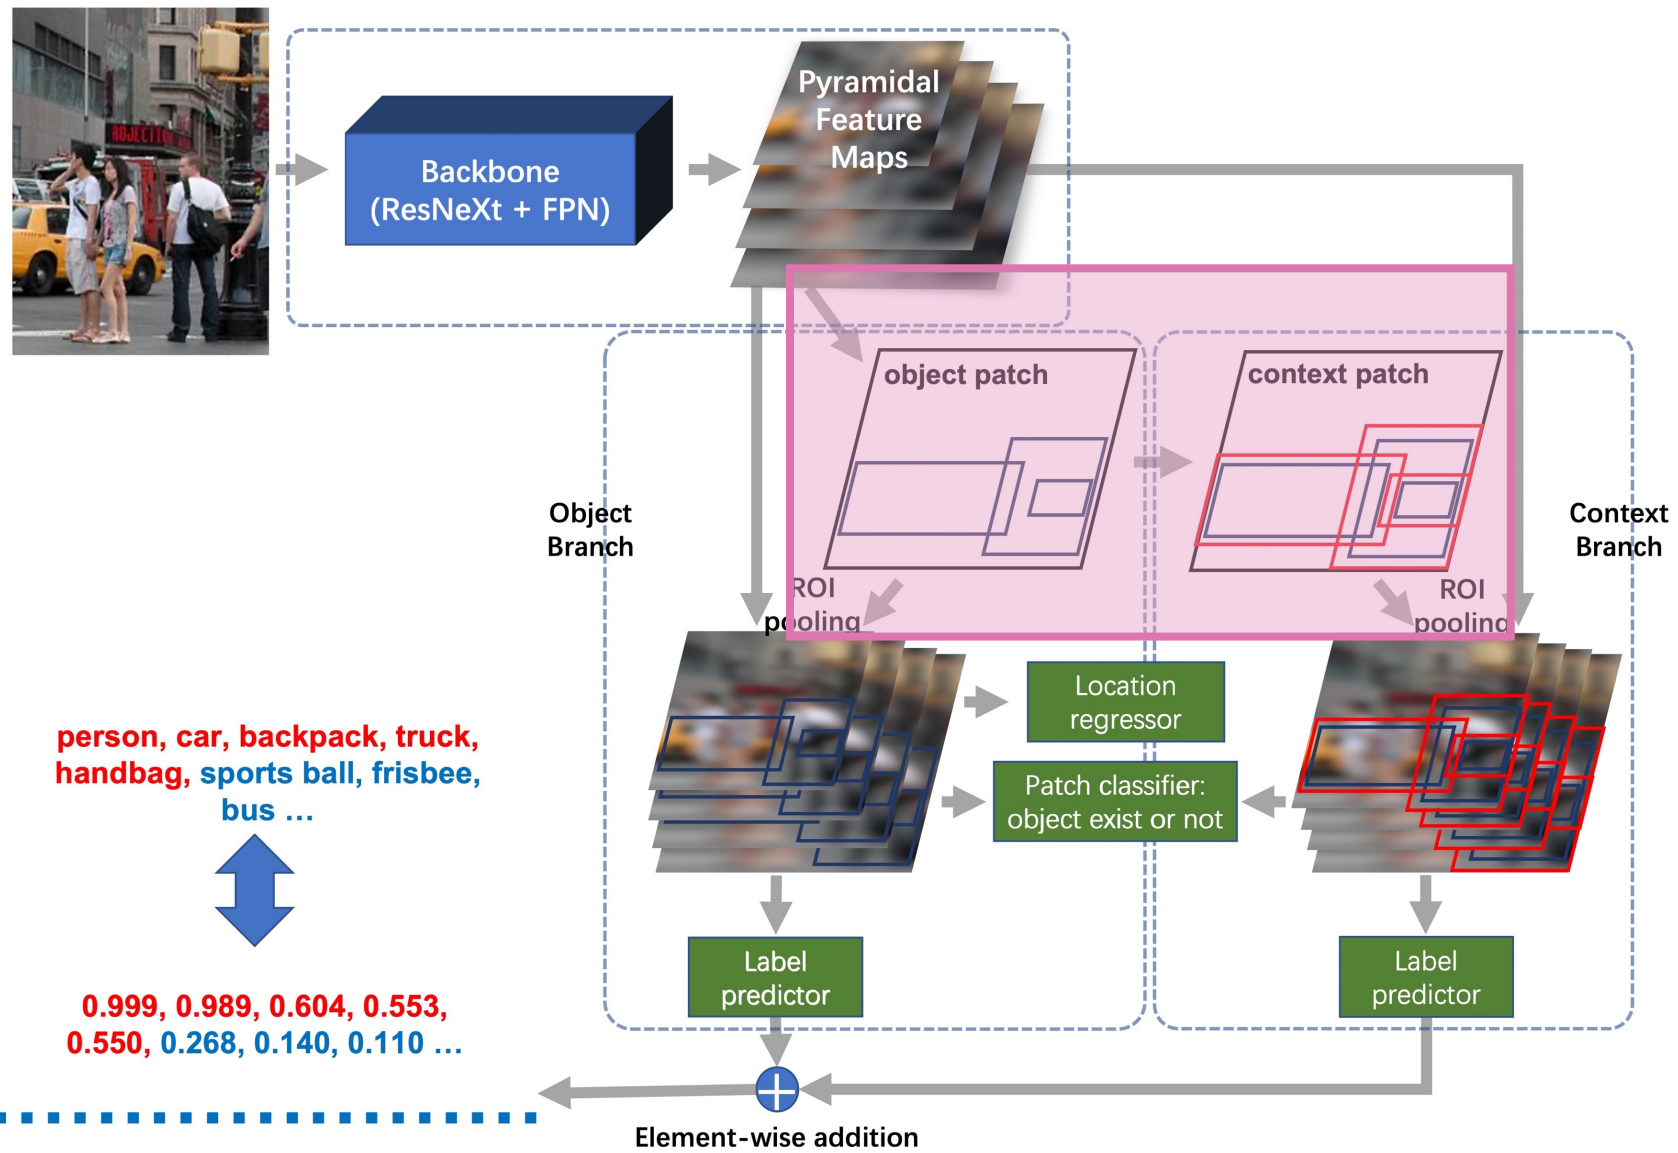 ROJECTI
Pyramidal
Feature
Maps
Backbone
(ResNeXt + FPN)
object patch
context patch
Object
Branch
Context
Branch
ROI
pooling
ROI
pooling
Location
regressor
Patch classifier:
object exist or not
person, car, backpack, truck,
handbag, sports ball, frisbee,
bus ...
Label
predictor
Label
predictor
0.999, 0.989, 0.604, 0.553,
0.550, 0.268, 0.140, 0.110 ...
Element-wise addition